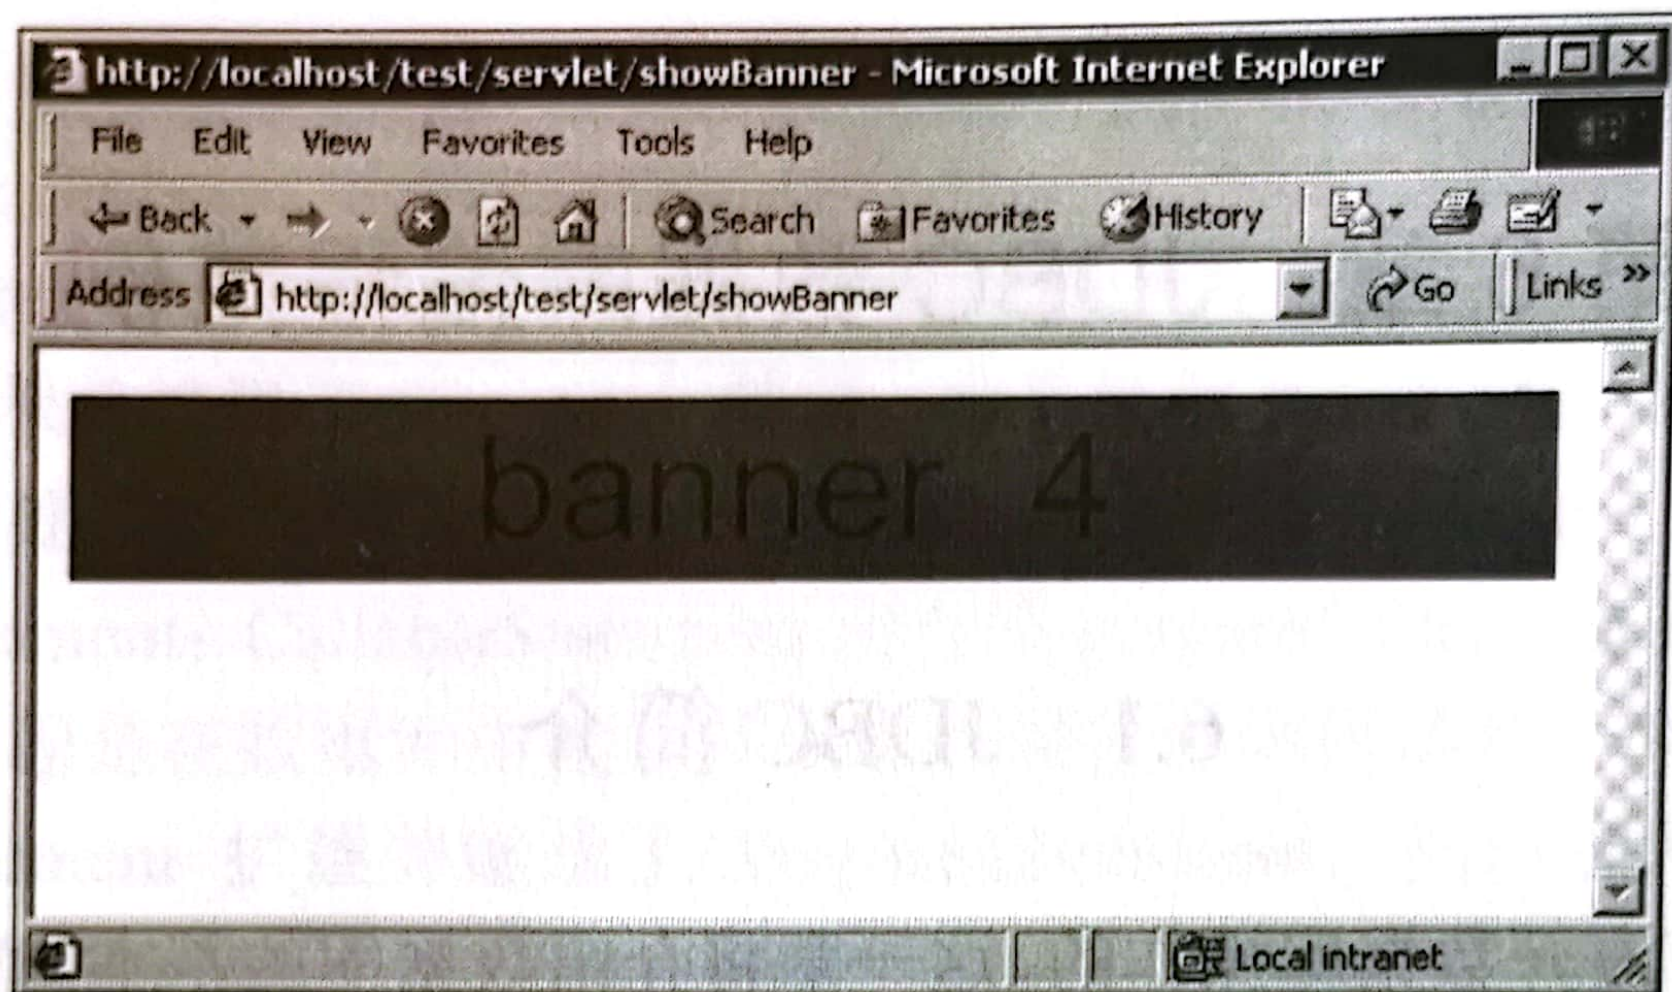 http://localhost/test/servlet/showBanner - Microsoft Internet Explorer
File Edit View Favorites Tools Help
Back Search Favorites History
Address http://localhost/test/servlet/showBanner Go Links »
banner 4
Local intranet